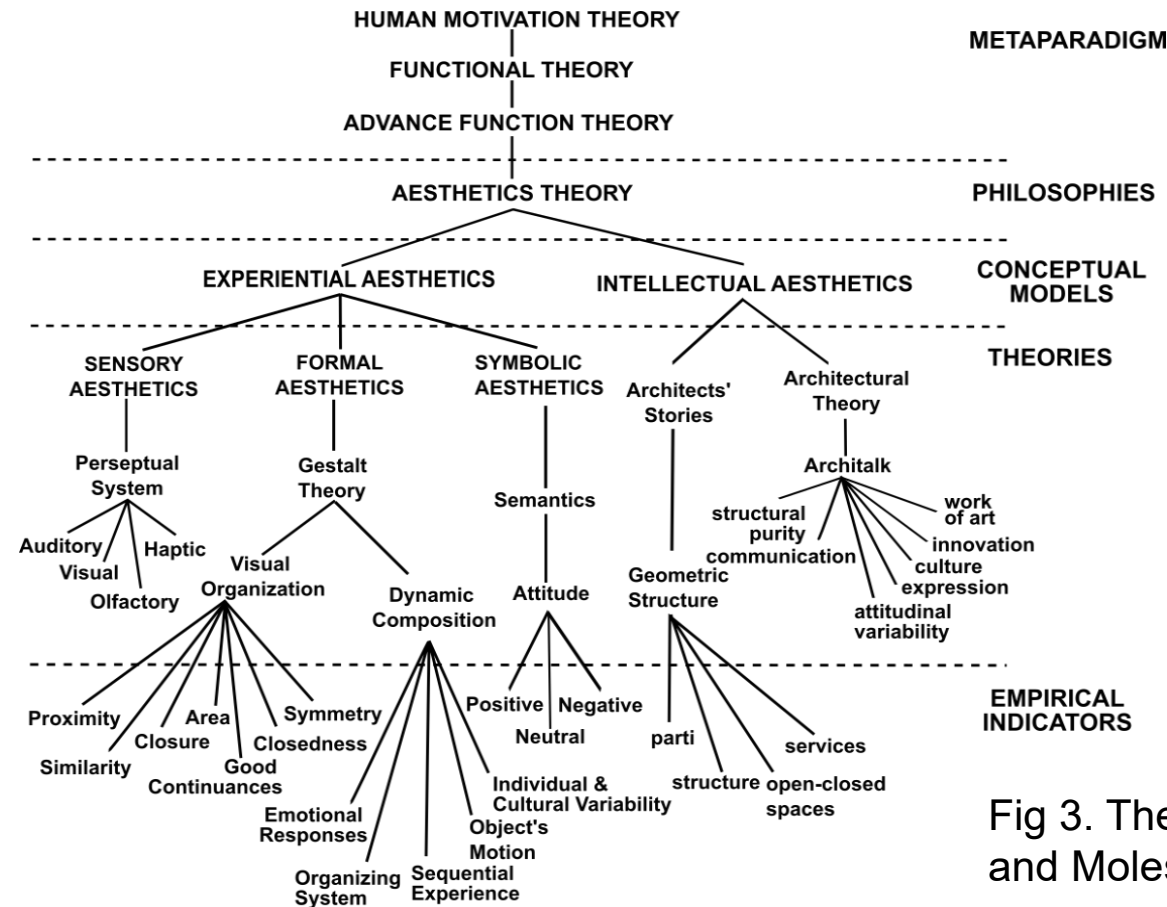 HUMAN MOTIVATION THEORY
METAPARADIGM
FUNCTIONAL THEORY
ADVANCE FUNCTION THEORY
AESTHETICS THEORY
PHILOSOPHIES
EXPERIENTIAL AESTHETICS
INTELLECTUAL AESTHETICS
CONCEPTUAL
MODELS
THEORIES
SENSORY
AESTHETICS
FORMAL
AESTHETICS
SYMBOLIC
AESTHETICS
Architects'
Stories
Architectural
Theory
Perseptual
System
Gestalt
Theory
Semantics
Architalk
Auditory
Visual
Olfactory
Haptic
Visual
Organization
Dynamic
Composition
Attitude
Geometric
Structure
structural
purity
communication
attitudinal
variability
expression
culture
innovation
work
of art
EMPIRICAL
INDICATORS
Proximity
Similarity
Closure
Area
Good
Continuances
Closedness
Symmetry
Emotional
Responses
Organizing
System
Sequential
Experience
Object's
Motion
Individual &
Cultural Variability
Positive
Neutral
Negative
parti
structure
open-closed
spaces
services
Fig 3. The
and Moles